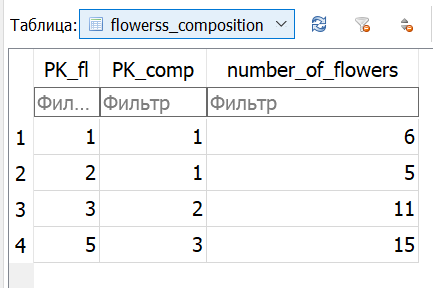 Таблица: flowerss_composition
PK_fl PK_comp number_of_flowers
Фил... Фильтр Фильтр
1 1 1 6
2 2 1 5
3 3 2 11
4 5 3 15